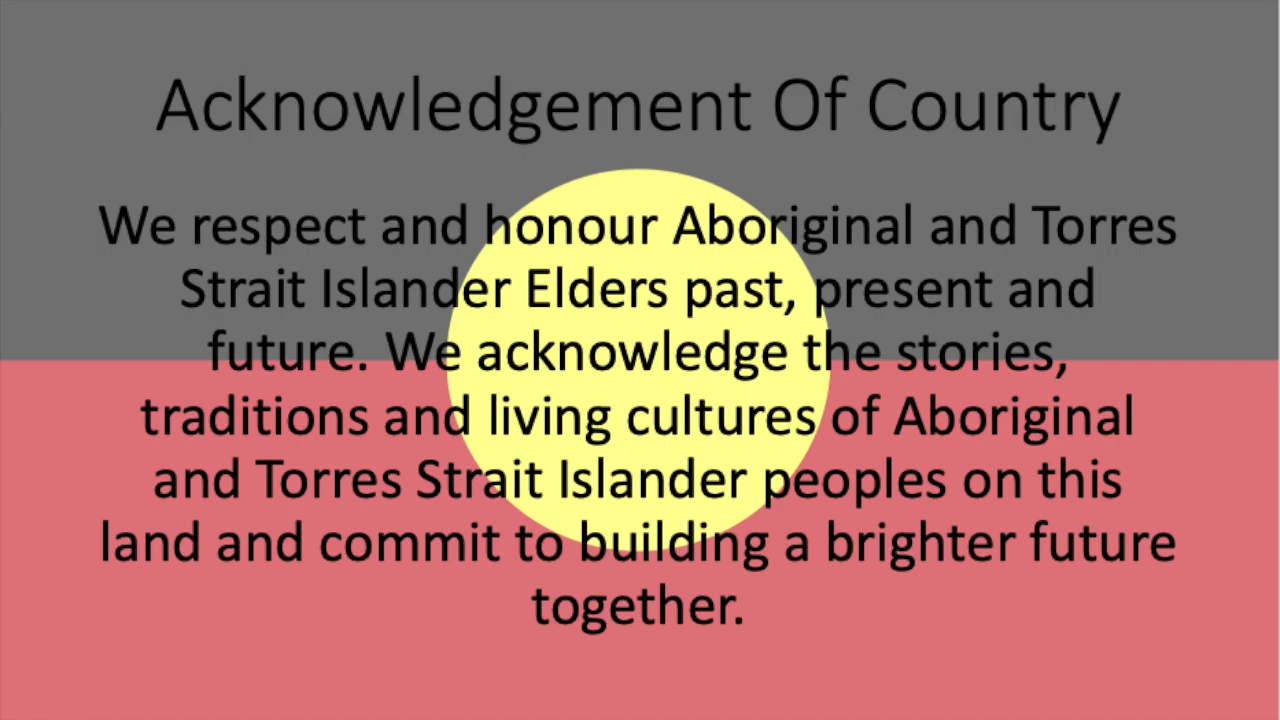 Acknowledgement Of Country
We respect and honour Aboriginal and Torres
Strait Islander Elders past, present and
future. We acknowledge the stories,
traditions and living cultures of Aboriginal
and Torres Strait Islander peoples on this
land and commit to building a brighter future
together.